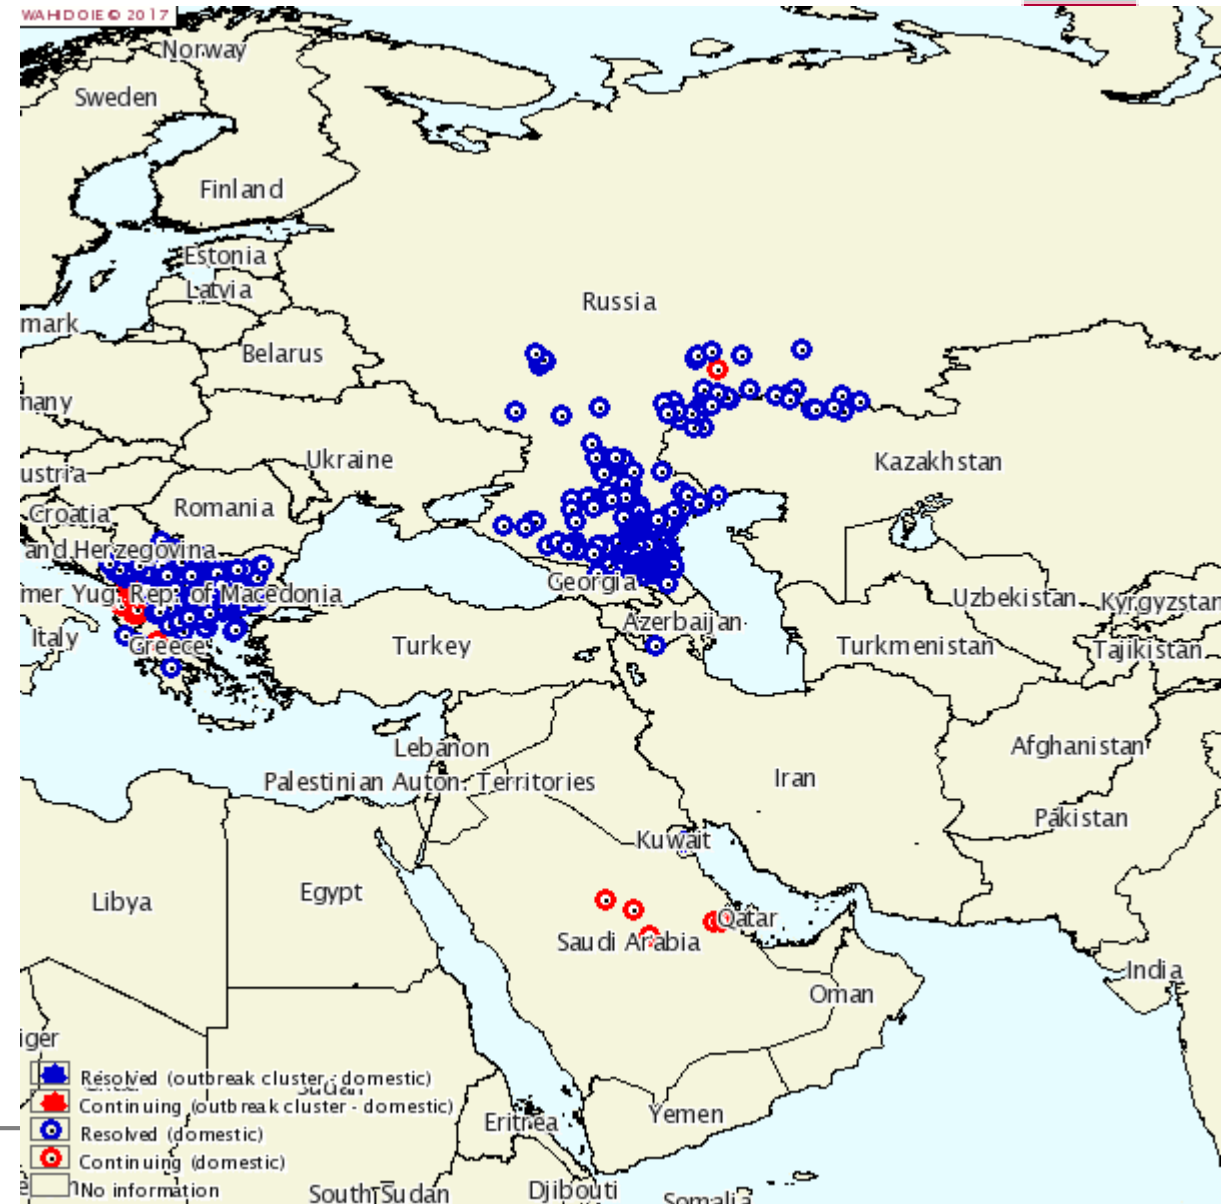 WAHIDOIE © 2017
Norway
Sweden
Finland
Estonia
Latvia
Russia
mark
Belarus
many
Ukraine
Kazakhstan
ustria
Romania
Croatia
and Herzegovina
Georgia
mer Yug. Rep. of Macedonia
Uzbekistan
Kyrgyzstan
Azerbaijan
Italy
Greece
Turkey
Turkmenistan
Tajikistan
Lebanon
Afghanistan
Palestinian Auton. Territories
Iran
Pakistan
Kuwait
Libya
Egypt
Qatar
Saudi Arabia
India
Oman
iger
Resolved (outbreak cluster - domestic)
Sudan
Continuing (outbreak cluster - domestic)
Eritrea
Yemen
Resolved (domestic)
Continuing (domestic)
No information
South Sudan
Djibouti
Somalia